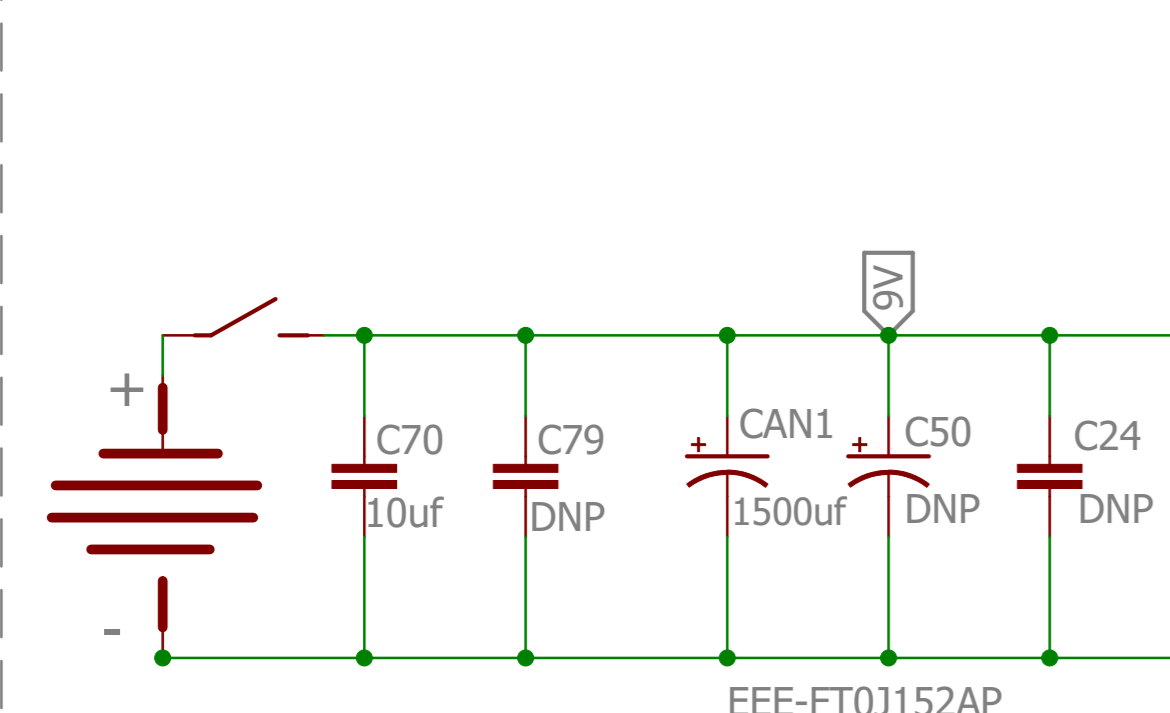 9V
+
C70
10uf
C79
DNP
+
CAN1
1500uf
+
C50
DNP
C24
DNP
-
EEE-FT0J152AP